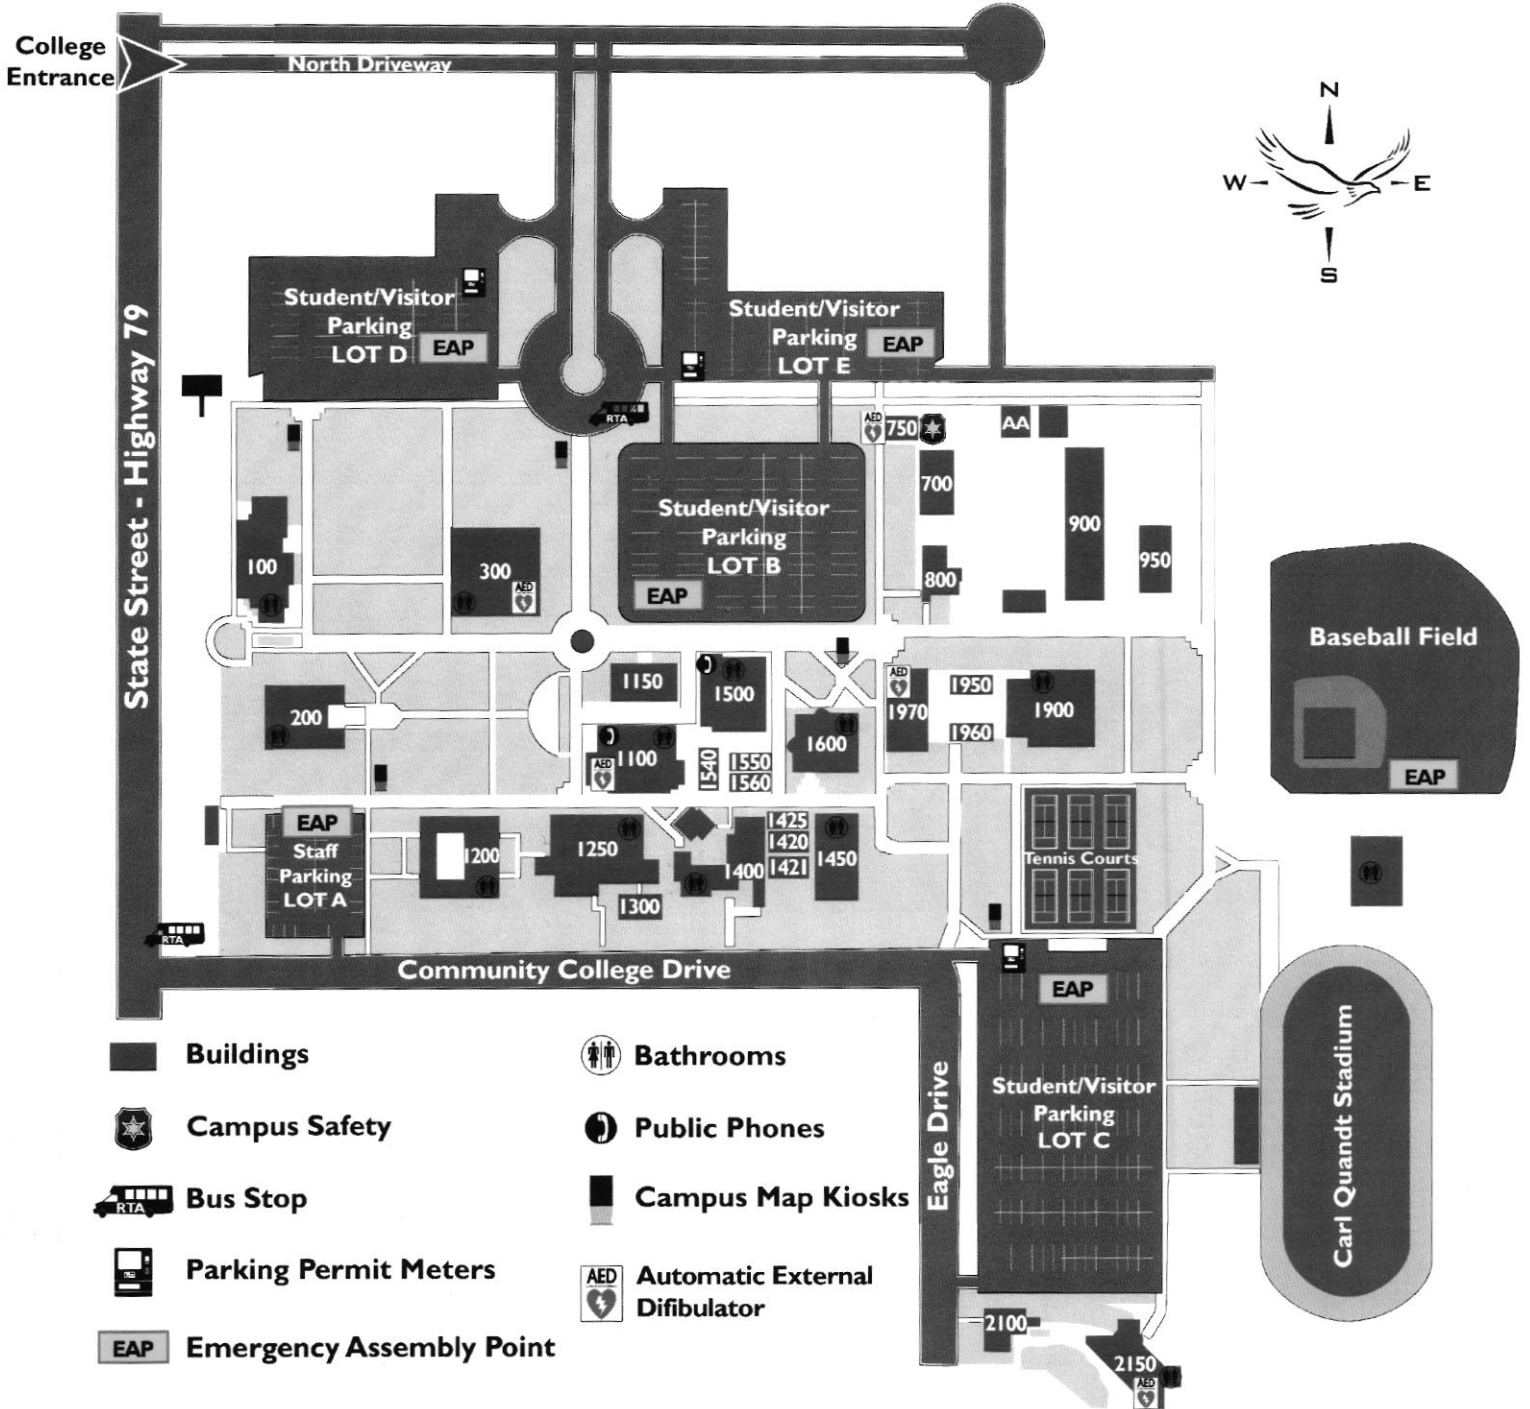 College
Entrance
North Driveway
N
W
E
S
State Street - Highway 79
Student/Visitor
Parking
LOT D
EAP
Student/Visitor
Parking
LOT E
EAP
RTA
AED
750
AA
700
Student/Visitor
Parking
LOT B
EAP
900
950
800
100
300
AED
Baseball Field
EAP
1150
1500
AED
1970
1950
1960
1900
200
1100
AED
1540
1550
1560
1600
EAP
Staff
Parking
LOT A
1200
1250
1300
1400
1425
1420
1421
1450
Tennis Courts
RTA
Community College Drive
EAP
Student/Visitor
Parking
LOT C
Eagle Drive
Carl Quandt Stadium
2100
2150
AED
Buildings
Campus Safety
RTA
Bus Stop
Parking Permit Meters
EAP
Emergency Assembly Point
Bathrooms
Public Phones
Campus Map Kiosks
AED
Automatic External
Difibulator